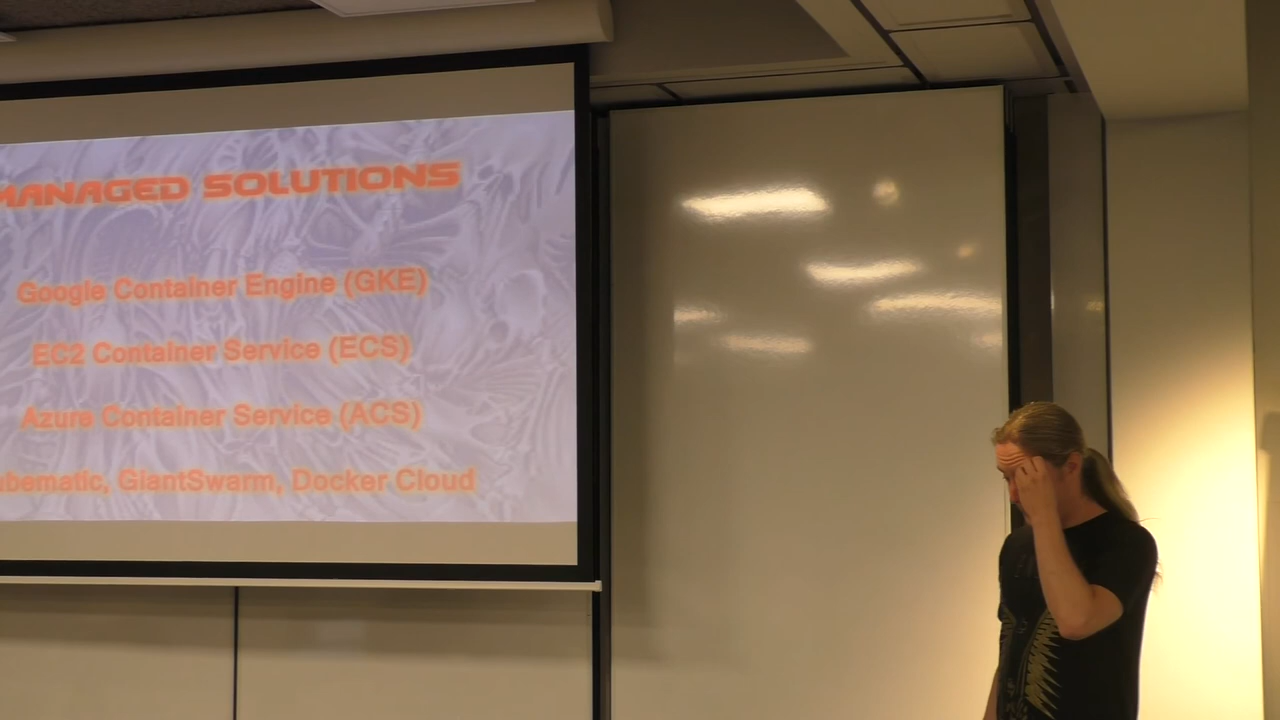 MANAGED SOLUTIONS
Google Container Engine (GKE)
EC2 Container Service (ECS)
Azure Container Service (ACS)
GiantSwarm, Docker Cloud